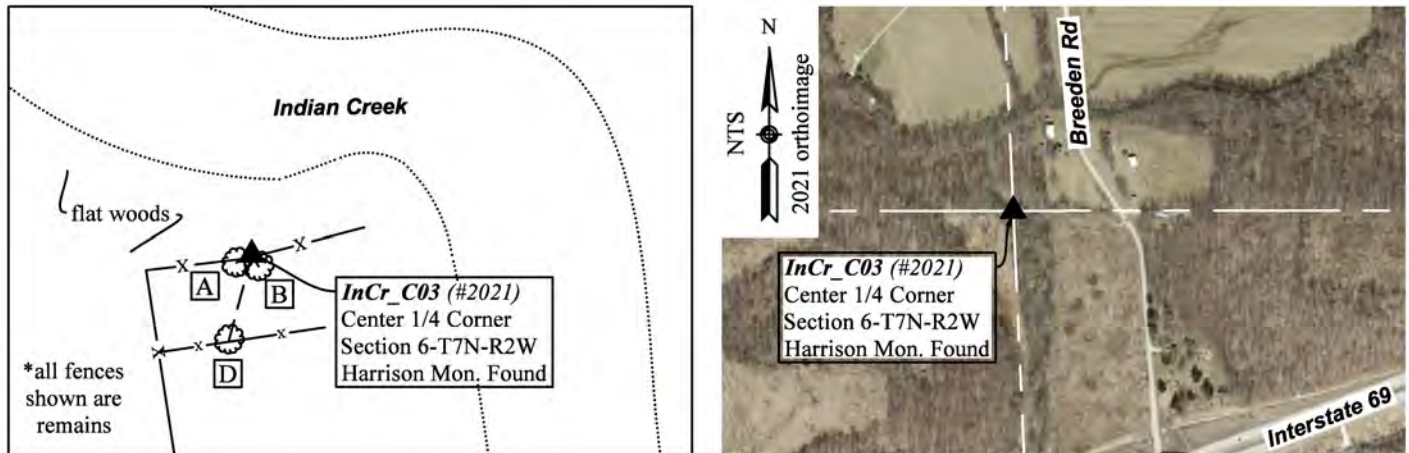 Indian Creek
flat woods
X
X
A
B
InCr_C03 (#2021)
Center 1/4 Corner
Section 6-T7N-R2W
Harrison Mon. Found
X
x
x
D
*all fences
shown are
remains
N
NTS
2021 orthoimage
Breeden Rd
InCr_C03 (#2021)
Center 1/4 Corner
Section 6-T7N-R2W
Harrison Mon. Found
Interstate 69